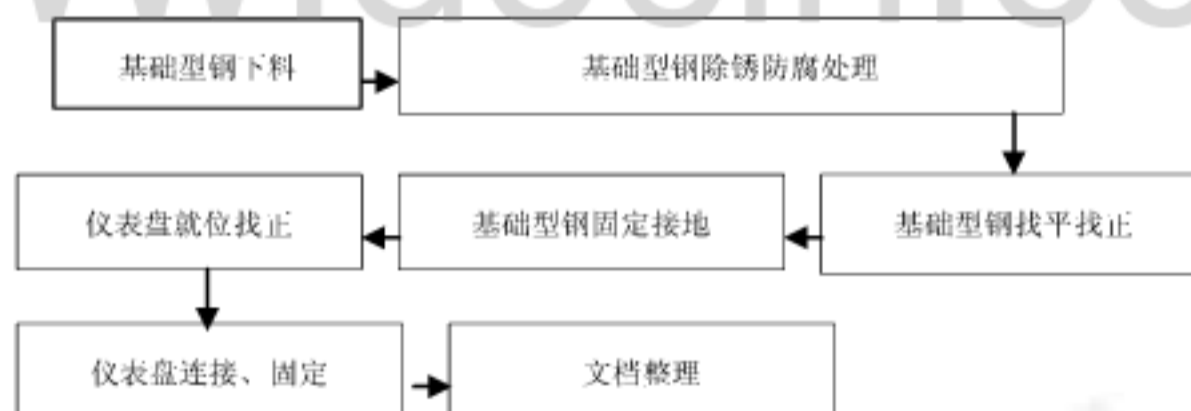 基础型钢下料
基础型钢除锈防腐处理
基础型钢找平找正
基础型钢固定接地
仪表盘就位找正
仪表盘连接、固定
文档整理